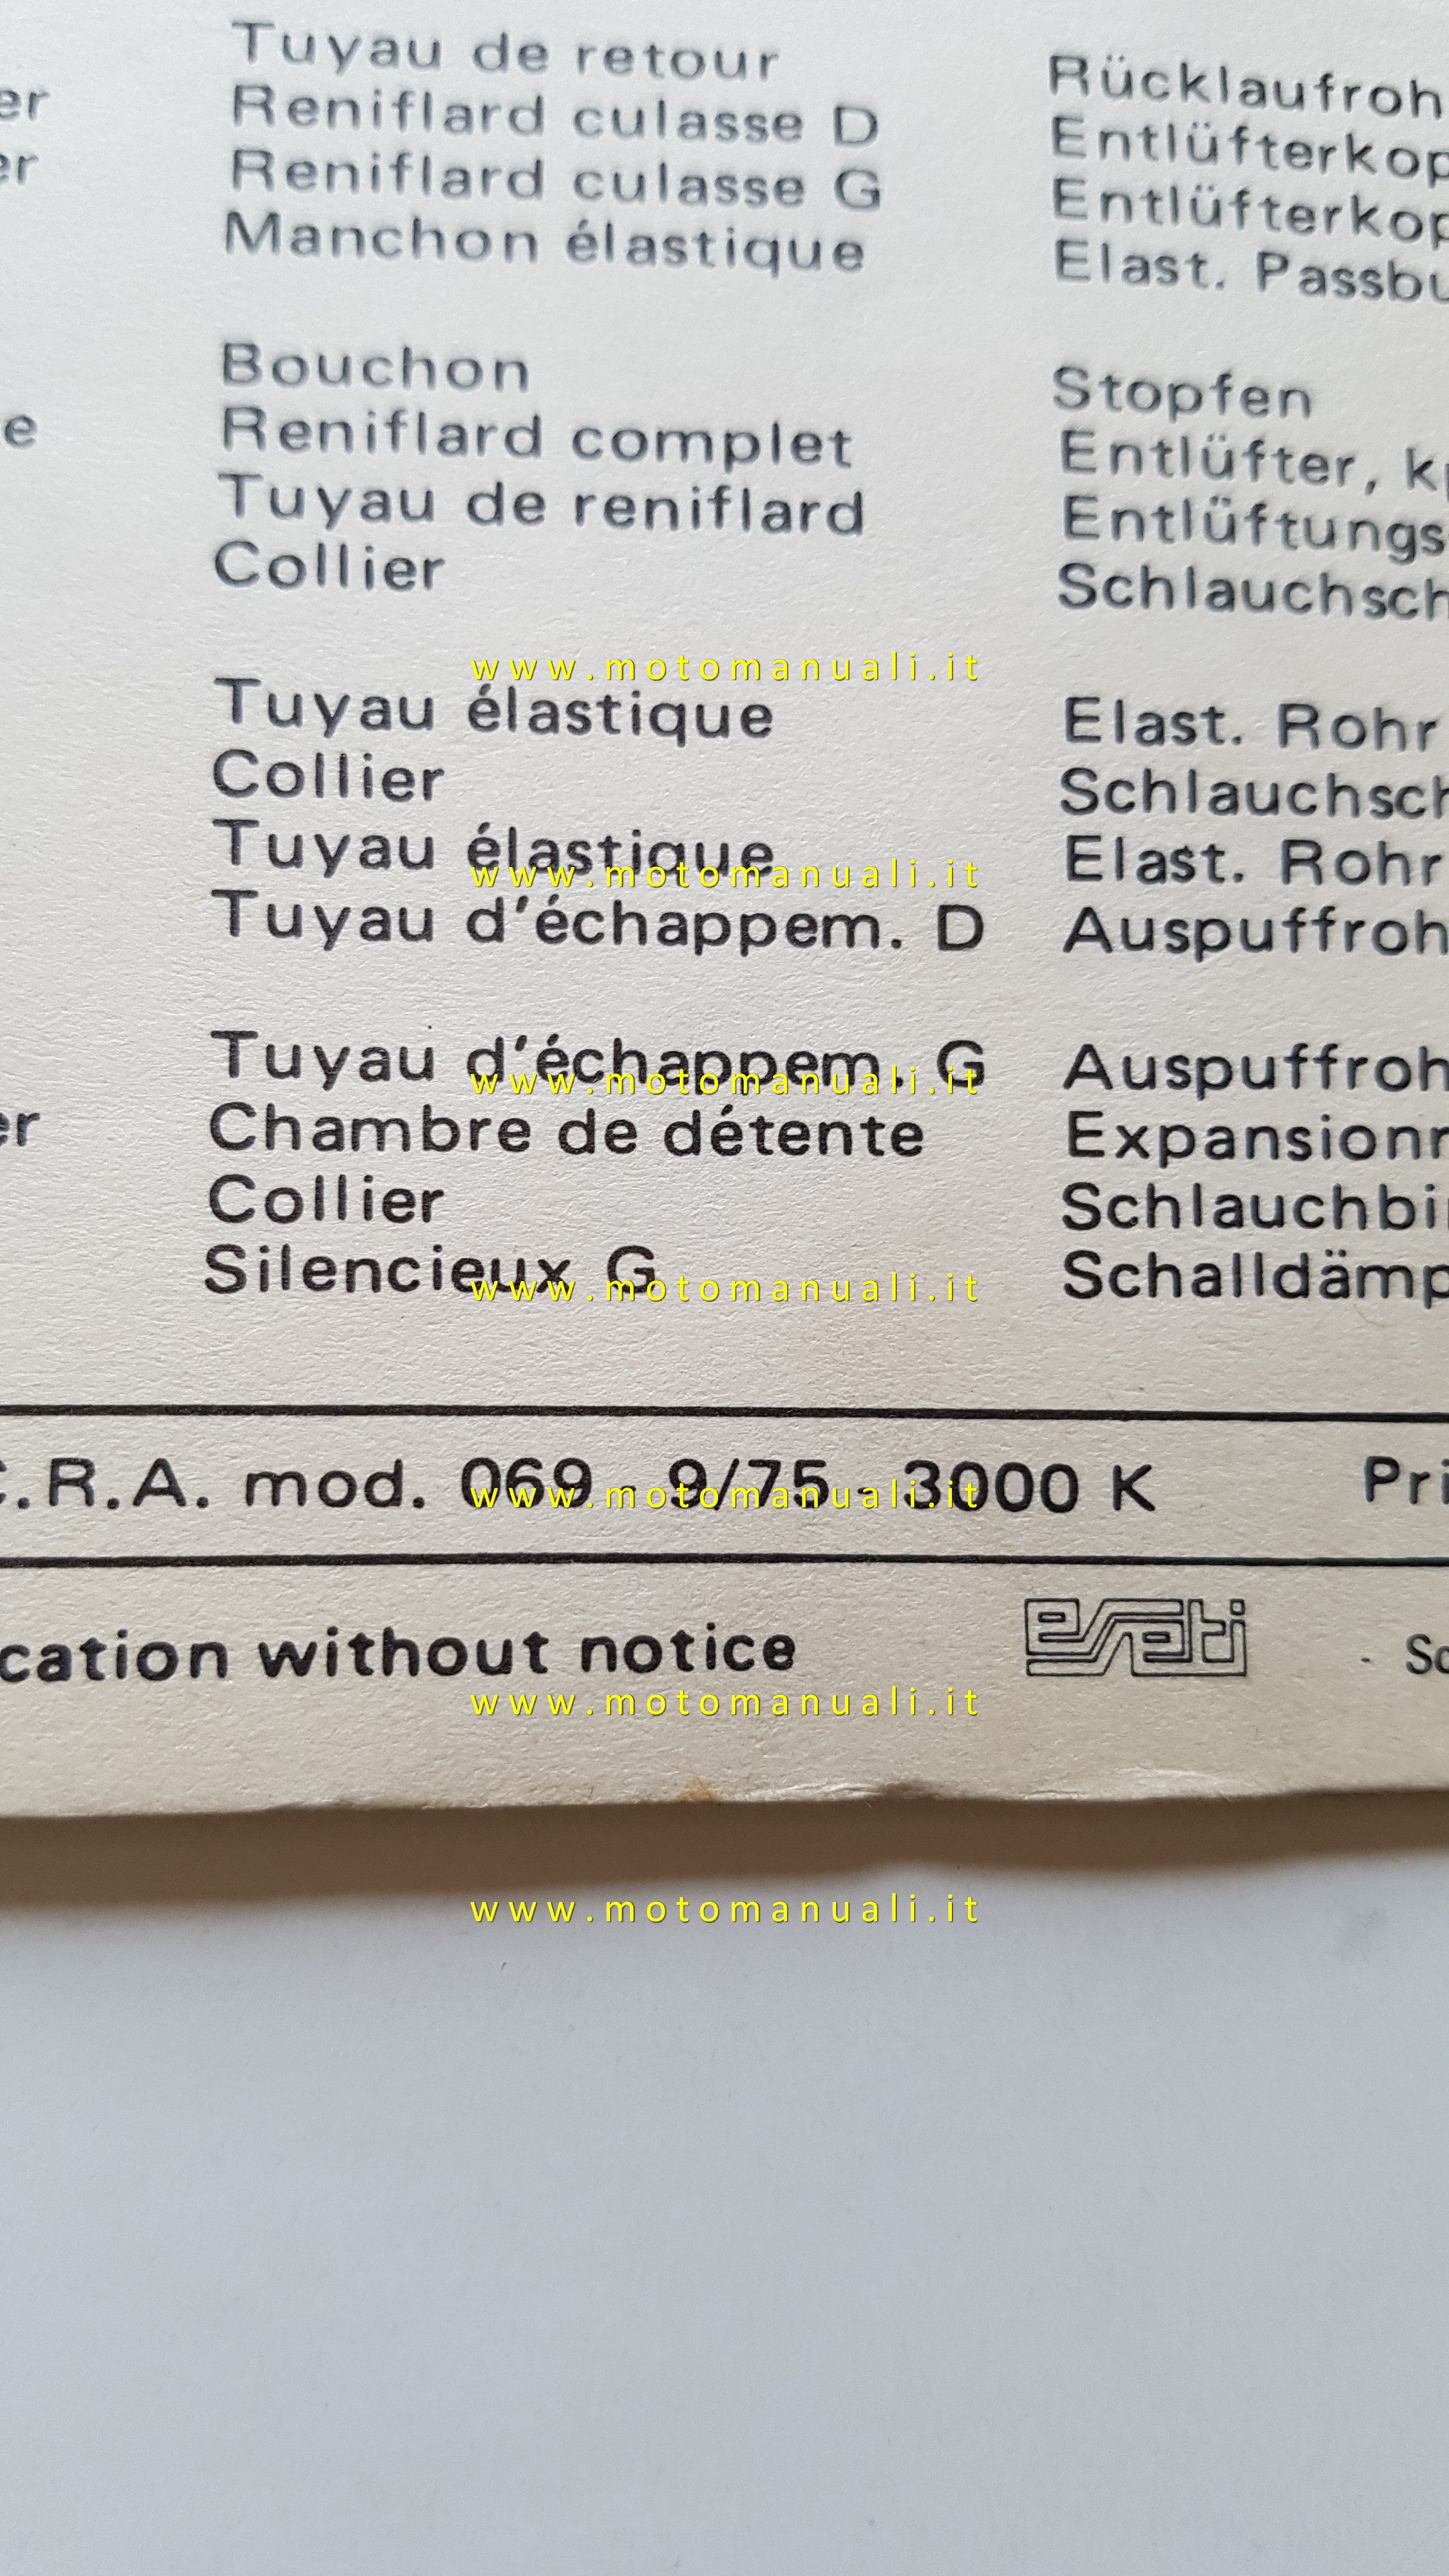 Tuyau de retour
Reniflard culasse D
Reniflard culasse G
Manchon élastique
Bouchon
Reniflard complet
Tuyau de reniflard
Collier
Tuyau élastique
Collier
Tuyau élastique
Tuyau d'échappem. D
Tuyau d'échappem. G
Chambre de détente
Collier
Silencieux G
er
er
e
er
Rücklaufroh
Entlüfterkop
Entlüfterkop
Elast. Passbu
Stopfen
Entlüfter, kp
Entlüftungs
Schlauchsch
Elast. Rohr
Schlauchsch
Elast. Rohr
Auspuffroh
Auspuffroh
Expansionr
Schlauchbi
Schalldämp
C.R.A. mod. 069 - 9/75 - 3000 K Pri
cation without notice eseti - So
www.motomanuali.it
www.motomanuali.it
www.motomanuali.it
www.motomanuali.it
www.motomanuali.it
www.motomanuali.it
www.motomanuali.it